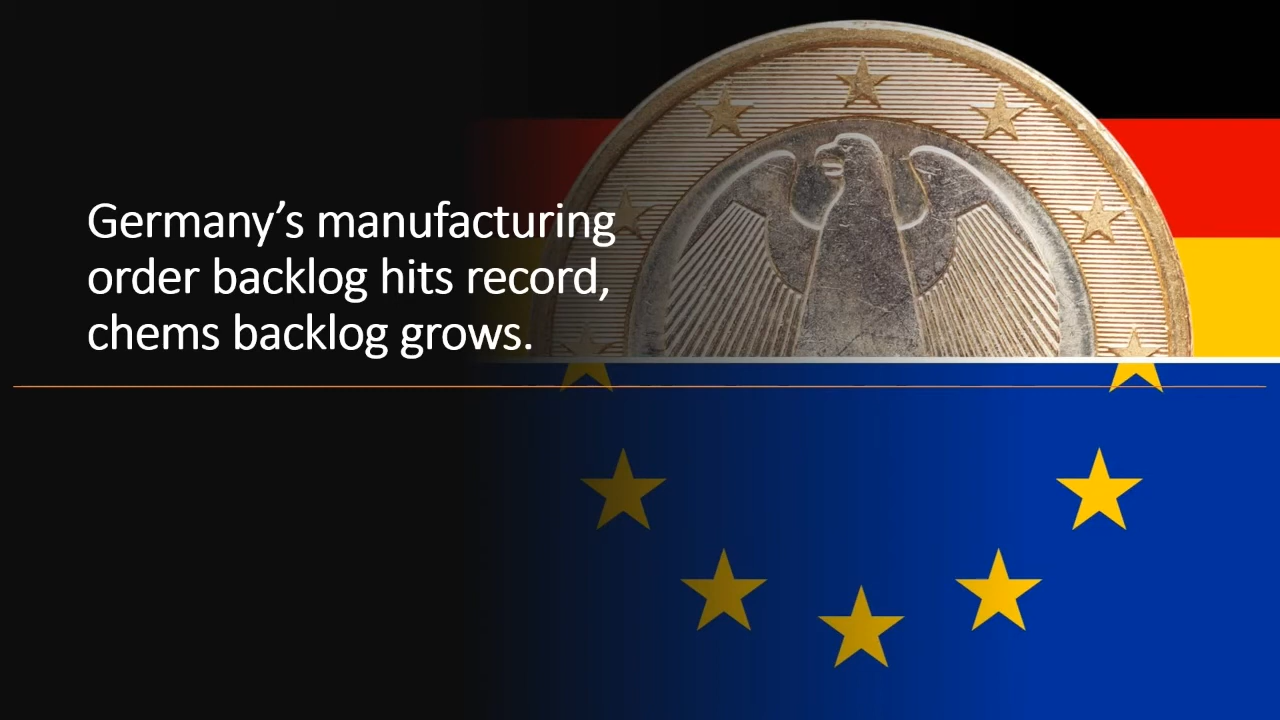 Germany’s manufacturing
order backlog hits record,
chems backlog grows.